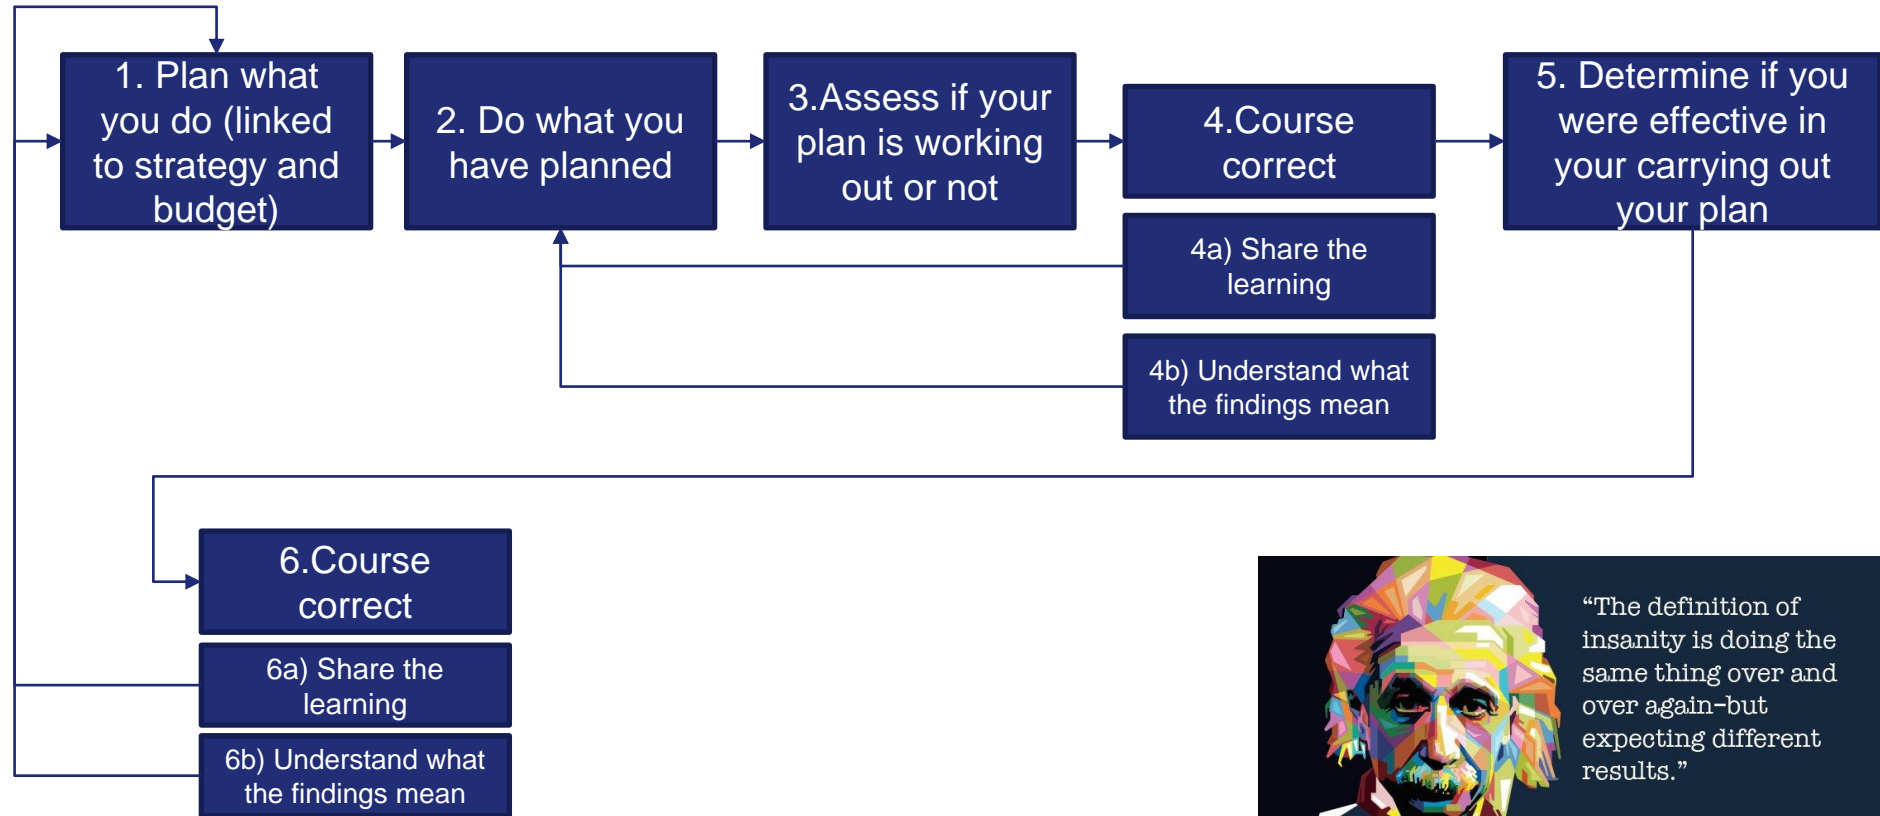 1. Plan what
you do (linked
to strategy and
budget)
2. Do what you
have planned
3.Assess if your
plan is working
out or not
4.Course
correct
5. Determine if you
were effective in
your carrying out
your plan
4a) Share the
learning
4b) Understand what
the findings mean
6.Course
correct
6a) Share the
learning
6b) Understand what
the findings mean
“The definition of
insanity is doing the
same thing over and
over again–but
expecting different
results.”